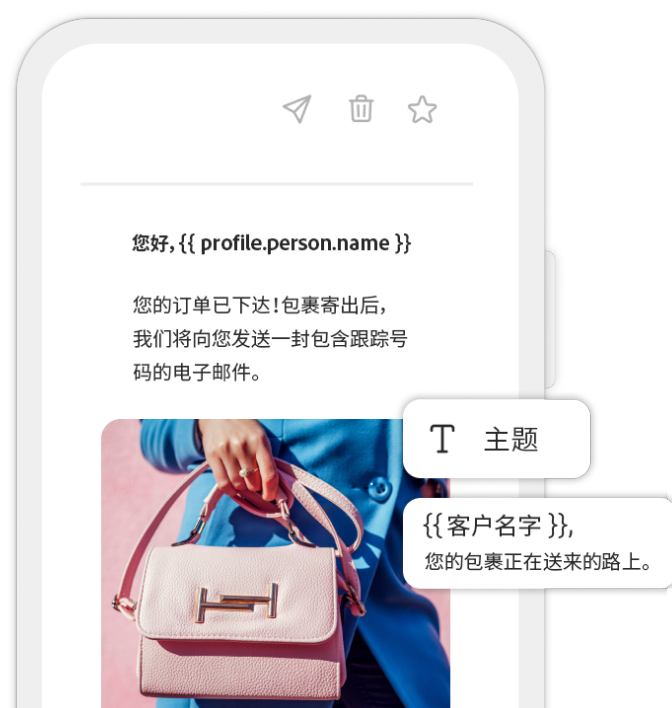 您好, {{ profile.person.name }}
您的订单已下达!包裹寄出后,
我们将向您发送一封包含跟踪号
码的电子邮件。
T 主题
{{ 客户名字 }},
您的包裹正在送来的路上。